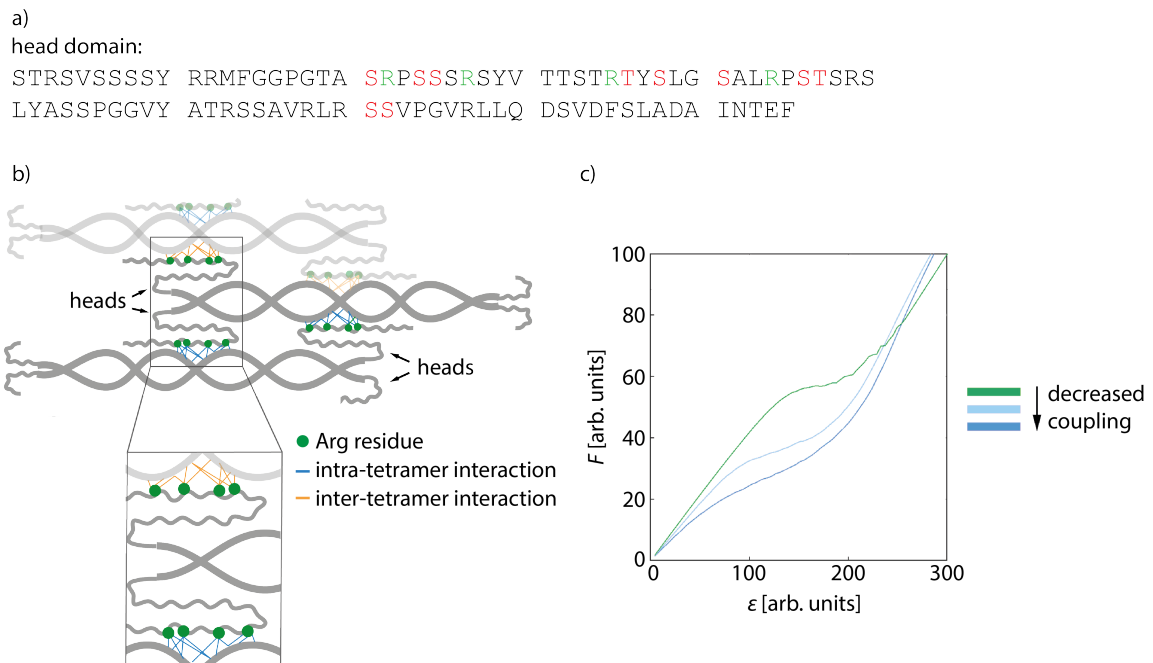 a)
head domain:
STRSVSSSSY RRMFGGPGTA SRPSSSRSYV TTSTRTYSLG SALRPSTSRS
LYASSPGGVY ATRSSAVRLR SSVPGVRLLQ DSVDFSLADA INTEF
b)
heads
heads
Arg residue
intra-tetramer interaction
inter-tetramer interaction
c)
100
80
60
40
20
0
F [arb. units]
0 100 200 300
ε [arb. units]
decreased
coupling